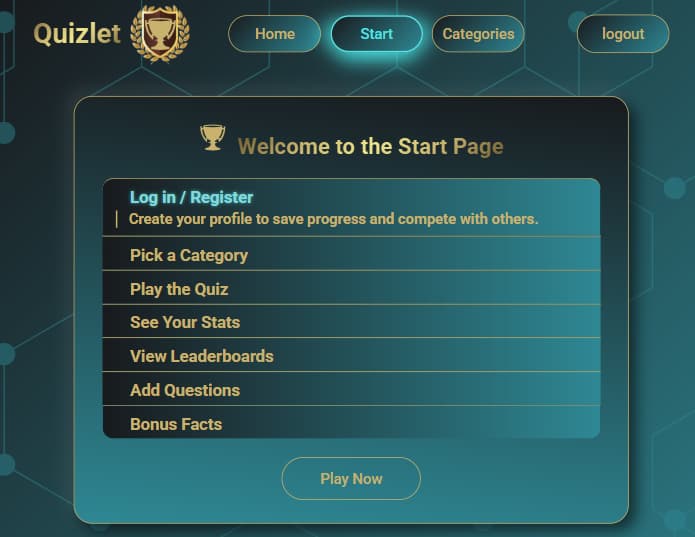 Quizlet
Home
Start
Categories
logout
Welcome to the Start Page
Log in / Register
Create your profile to save progress and compete with others.
Pick a Category
Play the Quiz
See Your Stats
View Leaderboards
Add Questions
Bonus Facts
Play Now